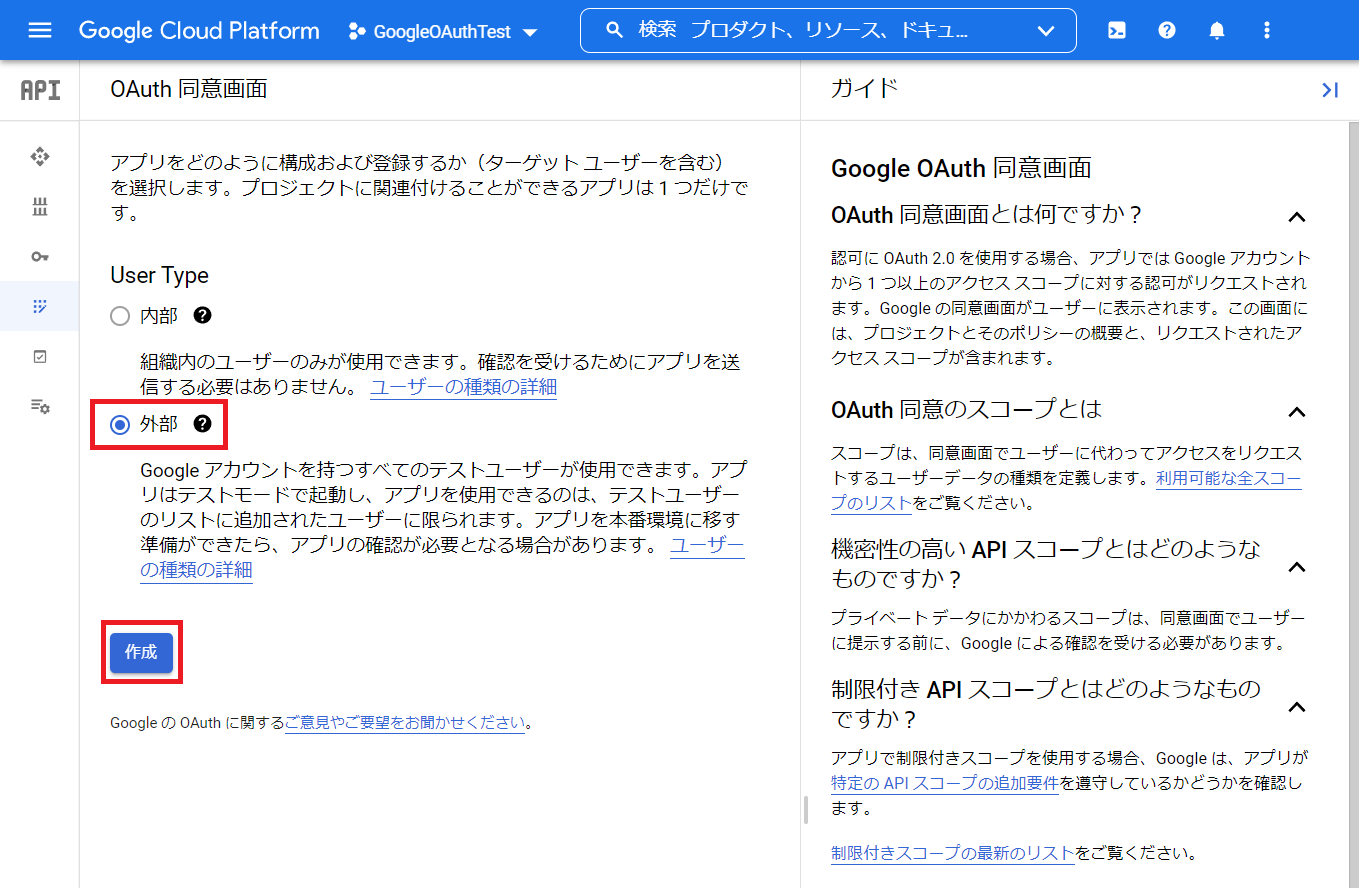 Google Cloud Platform
GoogleOAuthTest
検索 プロダクト、リソース、ドキュ...
API
OAuth 同意画面
アプリをどのように構成および登録するか（ターゲット ユーザーを含む）
を選択します。プロジェクトに関連付けることができるアプリは 1 つだけで
す。
User Type
内部
組織内のユーザーのみが使用できます。確認を受けるためにアプリを送
信する必要はありません。 ユーザーの種類の詳細
外部
Google アカウントを持つすべてのテストユーザーが使用できます。アプ
リはテストモードで起動し、アプリを使用できるのは、テストユーザー
のリストに追加されたユーザーに限られます。アプリを本番環境に移す
準備ができたら、アプリの確認が必要となる場合があります。 ユーザー
の種類の詳細
作成
Google の OAuth に関するご意見やご要望をお聞かせください。
ガイド
Google OAuth 同意画面
OAuth 同意画面とは何ですか？
認可に OAuth 2.0 を使用する場合、アプリでは Google アカウント
から 1 つ以上のアクセス スコープに対する認可がリクエストされ
ます。Google の同意画面がユーザーに表示されます。この画面に
は、プロジェクトとそのポリシーの概要と、リクエストされたア
クセス スコープが含まれます。
OAuth 同意のスコープとは
スコープは、同意画面でユーザーに代わってアクセスをリクエス
トするユーザーデータの種類を定義します。利用可能な全スコー
プのリストをご覧ください。
機密性の高い API スコープとはどのような
ものですか？
プライベート データにかかわるスコープは、同意画面でユーザー
に提示する前に、Google による確認を受ける必要があります。
制限付き API スコープとはどのようなもの
ですか？
アプリで制限付きスコープを使用する場合、Google は、アプリが
特定の API スコープの追加要件を遵守しているかどうかを確認し
ます。
制限付きスコープの最新のリストをご覧ください。